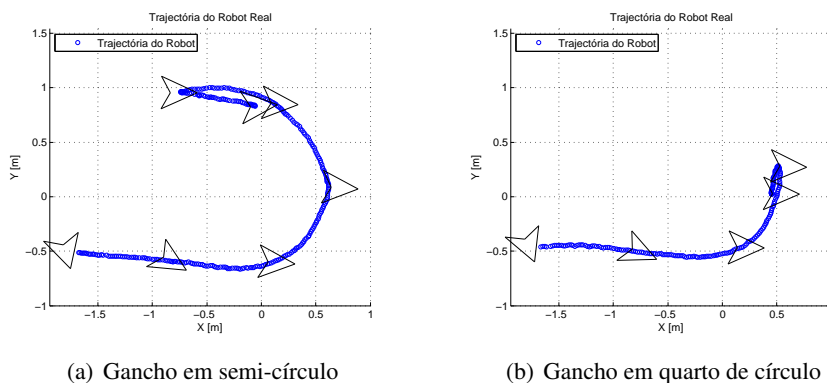 Trajectória do Robot Real
Trajectória do Robot
1.5
1
0.5
0
−0.5
−1
Y [m]
−1.5
−1
−0.5
0
0.5
1
X [m]
(a) Gancho em semi-círculo
Trajectória do Robot Real
Trajectória do Robot
1.5
1
0.5
0
−0.5
−1
Y [m]
−1.5
−1
−0.5
0
0.5
X [m]
(b) Gancho em quarto de círculo